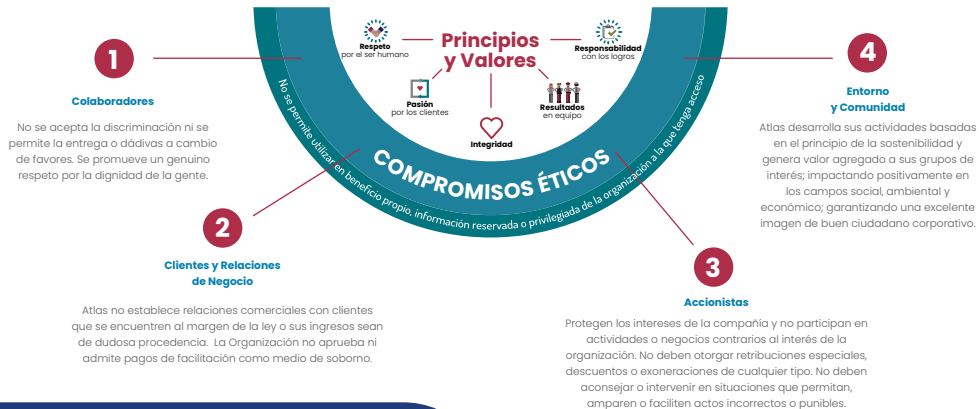 Principios
y Valores
Respeto
por el ser humano
Responsabilidad
con los logros
Pasión
por los clientes
Resultados
en equipo
Integridad
COMPROMISOS ÉTICOS
No se permite utilizar en beneficio propio, información reservada o privilegiada de la organización a la que tenga acceso
1
Colaboradores
No se acepta la discriminación ni se
permite la entrega o dádivas a cambio
de favores. Se promueve un genuino
respeto por la dignidad de la gente.
2
Clientes y Relaciones
de Negocio
Atlas no establece relaciones comerciales con clientes
que se encuentren al margen de la ley o sus ingresos sean
de dudosa procedencia. La Organización no aprueba ni
admite pagos de facilitación como medio de soborno.
3
Accionistas
Protegen los intereses de la compañía y no participan en
actividades o negocios contrarios al interés de la
organización. No deben otorgar retribuciones especiales,
descuentos o exoneraciones de cualquier tipo. No deben
aconsejar o intervenir en situaciones que permitan,
amparen o faciliten actos incorrectos o punibles.
4
Entorno
y Comunidad
Atlas desarrolla sus actividades basadas
en el principio de la sostenibilidad y
genera valor agregado a sus grupos de
interés; impactando positivamente en
los campos social, ambiental y
económico; garantizando una excelente
imagen de buen ciudadano corporativo.